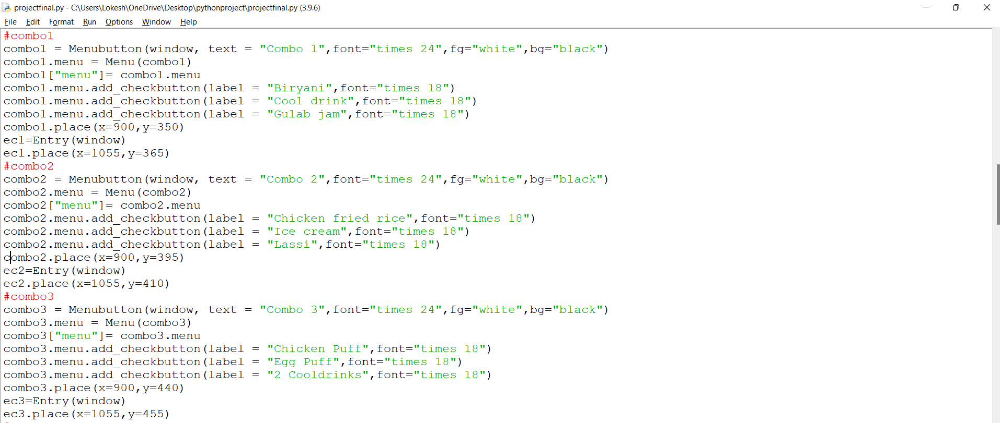 projectfinal.py - C:\Users\Lokesh\OneDrive\Desktop\pythonproject\projectfinal.py (3.9.6)
File Edit Format Run Options Window Help
#combo1
combo1 = Menubutton(window, text = "Combo 1",font="times 24",fg="white",bg="black")
combo1.menu = Menu(combo1)
combo1["menu"]= combo1.menu
combo1.menu.add_checkbutton(label = "Biryani",font="times 18")
combo1.menu.add_checkbutton(label = "Cool drink",font="times 18")
combo1.menu.add_checkbutton(label = "Gulab jam",font="times 18")
combo1.place(x=900,y=350)
ec1=Entry(window)
ec1.place(x=1055,y=365)
#combo2
combo2 = Menubutton(window, text = "Combo 2",font="times 24",fg="white",bg="black")
combo2.menu = Menu(combo2)
combo2["menu"]= combo2.menu
combo2.menu.add_checkbutton(label = "Chicken fried rice",font="times 18")
combo2.menu.add_checkbutton(label = "Ice cream",font="times 18")
combo2.menu.add_checkbutton(label = "Lassi",font="times 18")
combo2.place(x=900,y=395)
ec2=Entry(window)
ec2.place(x=1055,y=410)
#combo3
combo3 = Menubutton(window, text = "Combo 3",font="times 24",fg="white",bg="black")
combo3.menu = Menu(combo3)
combo3["menu"]= combo3.menu
combo3.menu.add_checkbutton(label = "Chicken Puff",font="times 18")
combo3.menu.add_checkbutton(label = "Egg Puff",font="times 18")
combo3.menu.add_checkbutton(label = "2 Cooldrinks",font="times 18")
combo3.place(x=900,y=440)
ec3=Entry(window)
ec3.place(x=1055,y=455)